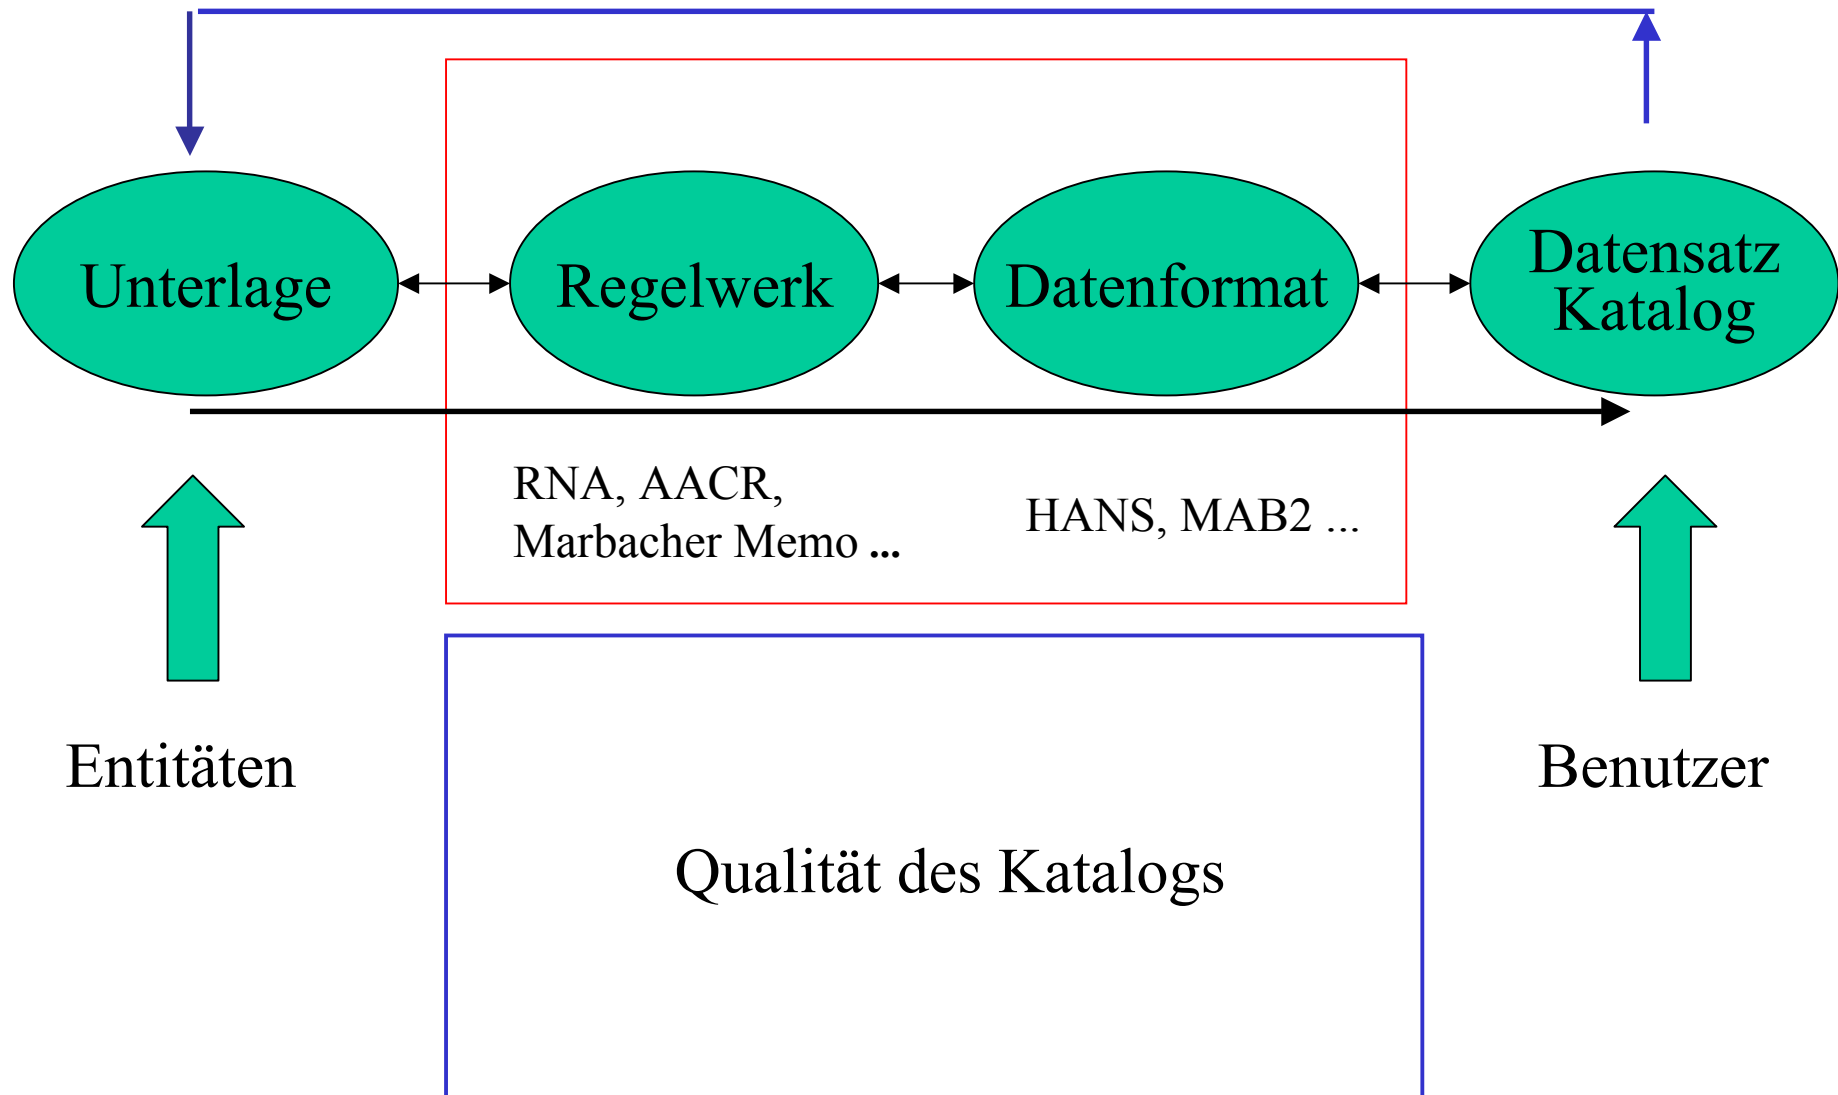 Unterlage
Regelwerk
Datenformat
Datensatz
Katalog
RNA, AACR,
Marbacher Memo ...
HANS, MAB2 ...
Entitäten
Benutzer
Qualität des Katalogs